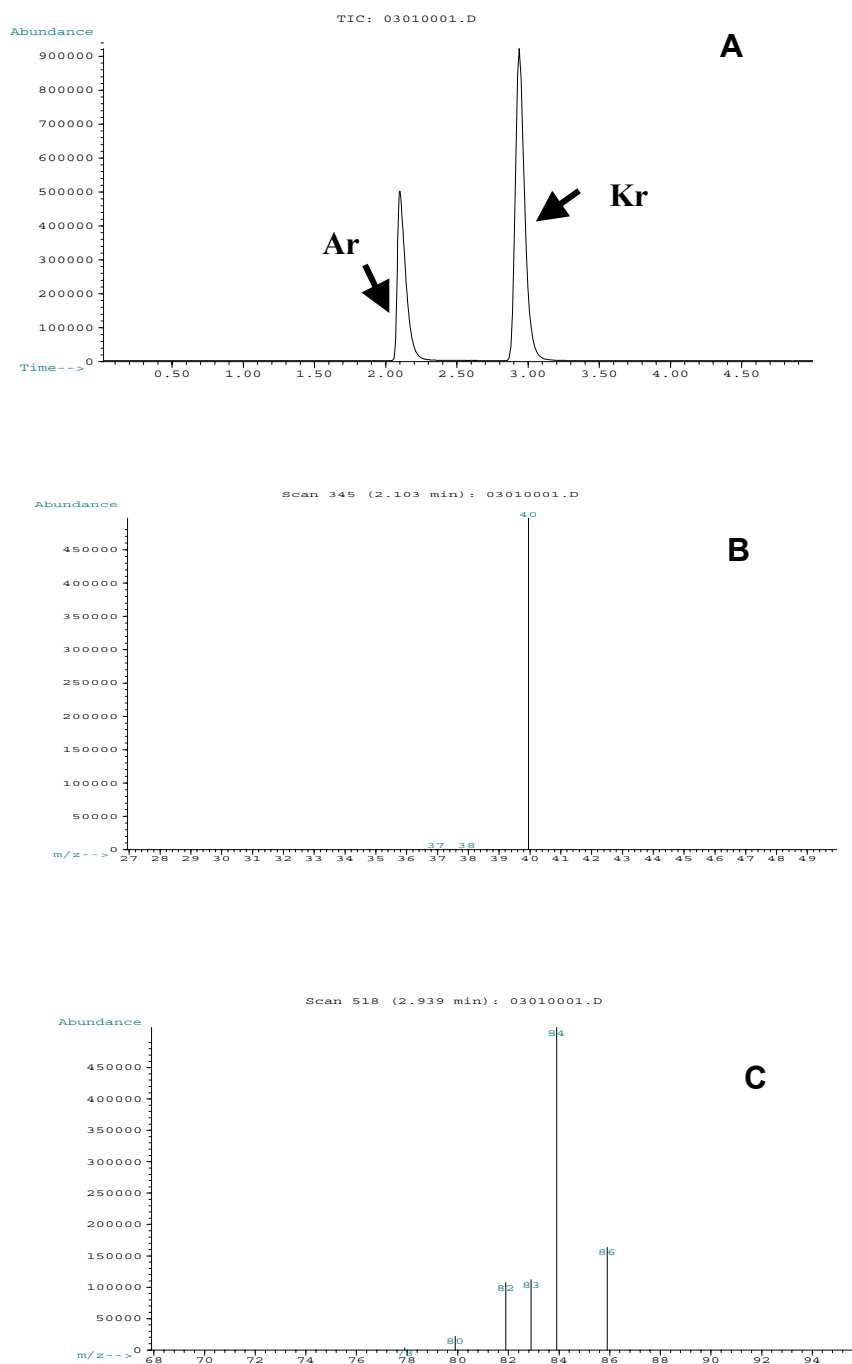 TIC: 03010001.D
Abundance
A
900000
800000
700000
600000
500000
400000
300000
200000
100000
0
Ar
Kr
Time-->
0.50 1.00 1.50 2.00 2.50 3.00 3.50 4.00 4.50
Scan 345 (2.103 min): 03010001.D
Abundance
40
B
450000
400000
350000
300000
250000
200000
150000
100000
50000
0
37 38
m/z-->
27 28 29 30 31 32 33 34 35 36 37 38 39 40 41 42 43 44 45 46 47 48 49
Scan 518 (2.939 min): 03010001.D
Abundance
84
C
450000
400000
350000
300000
250000
200000
150000
100000
50000
0
86
82 83
80
78
m/z-->
68 70 72 74 76 78 80 82 84 86 88 90 92 94